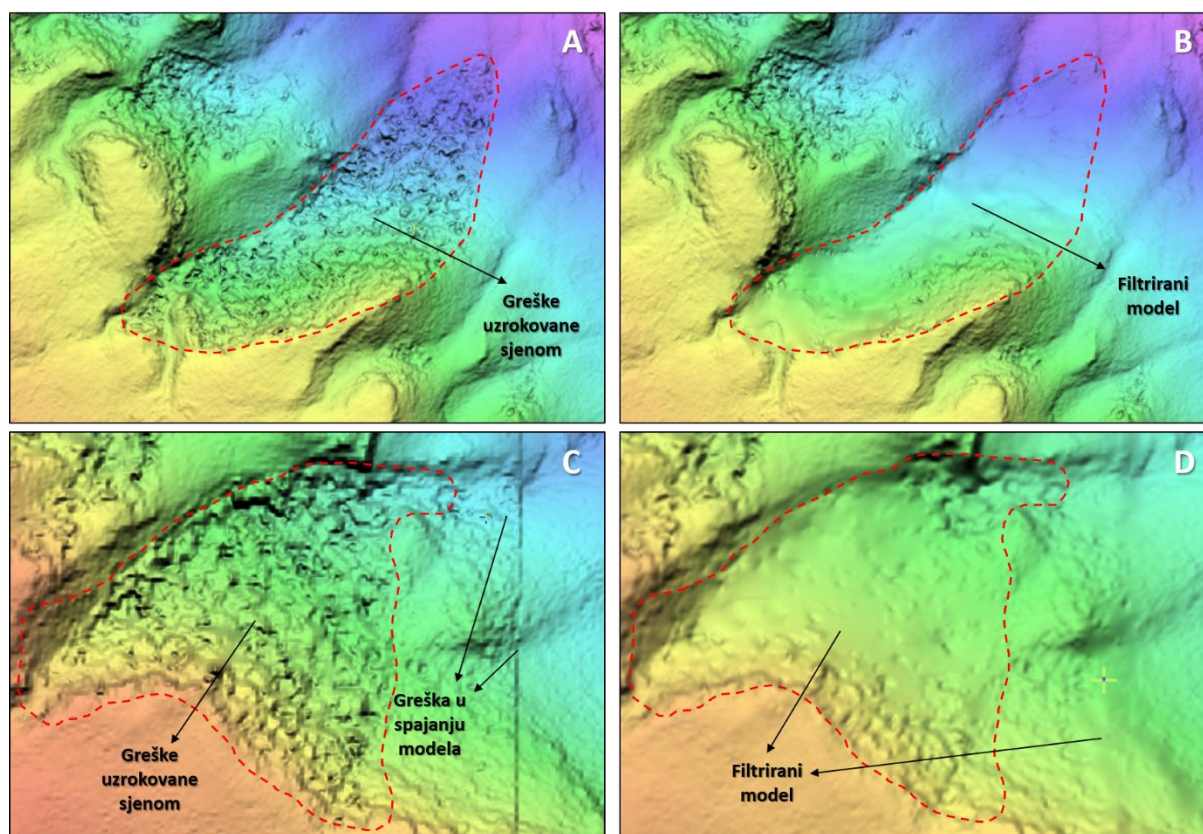 A
Greške
uzrokovane
sjenom
B
Filtrirani
model
C
Greške
uzrokovane
sjenom
Greška u
spajanju
modela
D
Filtrirani
model